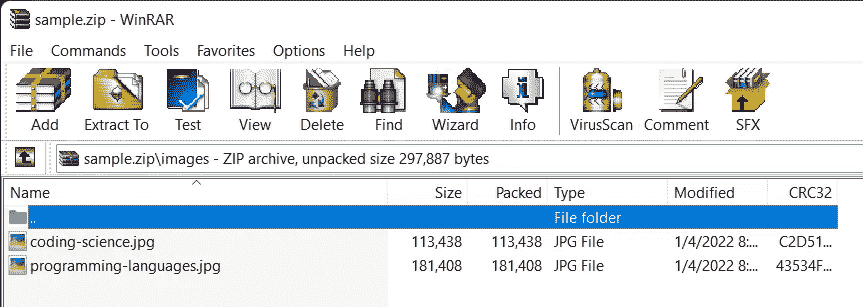 sample.zip - WinRAR
File Commands Tools Favorites Options Help
Add Extract To Test View Delete Find Wizard Info VirusScan Comment SFX
sample.zip\images - ZIP archive, unpacked size 297,887 bytes
Name Size Packed Type Modified CRC32
.. File folder
coding-science.jpg 113,438 113,438 JPG File 1/4/2022 8:... C2D51...
programming-languages.jpg 181,408 181,408 JPG File 1/4/2022 8:... 43534F...